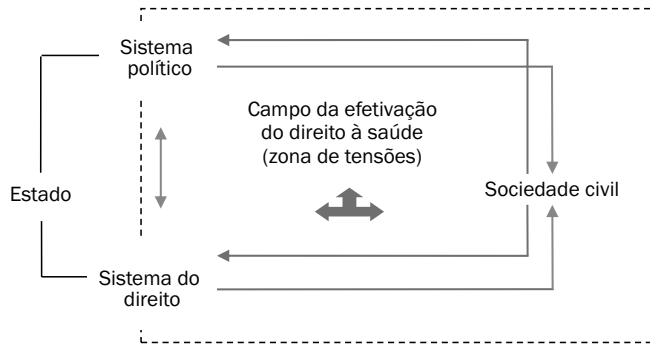 Sistema
político
Campo da efetivação
do direito à saúde
(zona de tensões)
Estado
Sociedade civil
Sistema do
direito